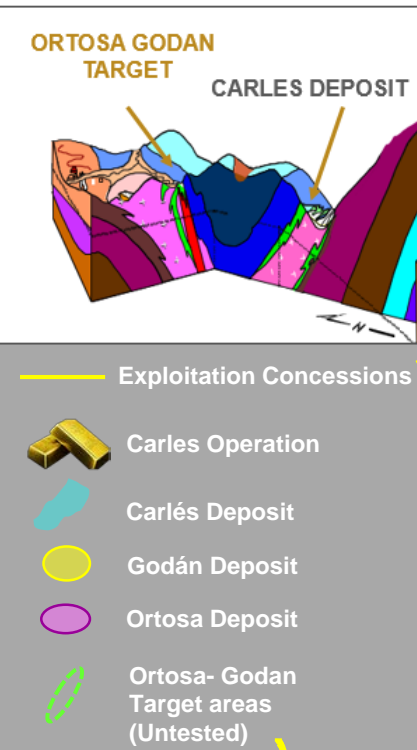 ORTOSA GODAN
TARGET
CARLES DEPOSIT
N
Exploitation Concessions
Carles Operation
Carlés Deposit
Godán Deposit
Ortosa Deposit
Ortosa- Godan
Target areas
(Untested)